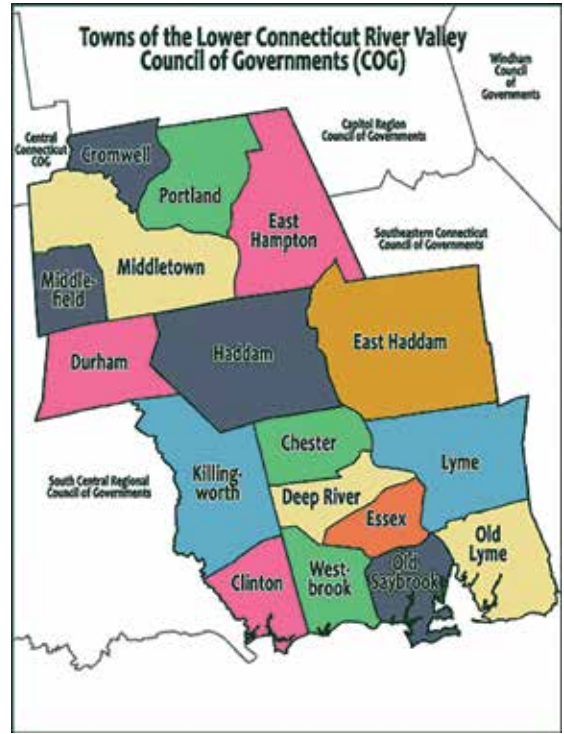 Towns of the Lower Connecticut River Valley
Council of Governments (COG)
Windham
Council
of
Governments
Central
Connecticut
COG
Capitol Region
Council of Governments
Cromwell
Portland
East
Hampton
Southeastern Connecticut
Council of Governments
Middletown
Middle-
field
Durham
Haddam
East Haddam
Chester
Lyme
Killing-
worth
South Central Regional
Council of Governments
Deep River
Essex
Old
Lyme
Clinton
West-
brook
Old
Saybrook